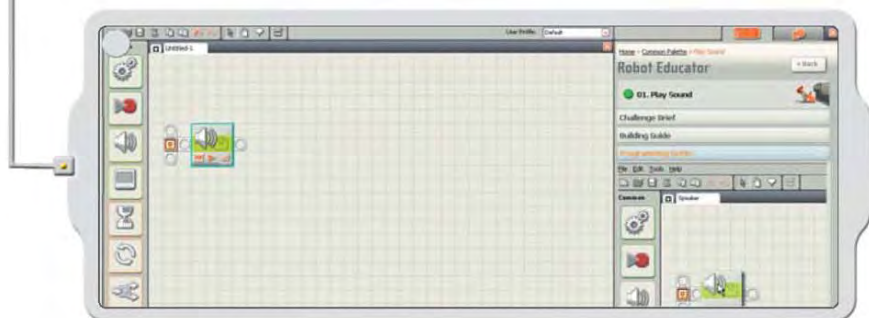 User Profile: Default
Untitled-1
Home > Common Palette > Play Sound
Robot Educator
< Back
01. Play Sound
Challenge Brief
Building Guide
Programming Guide
File Edit Tools Help
Common
Speaker